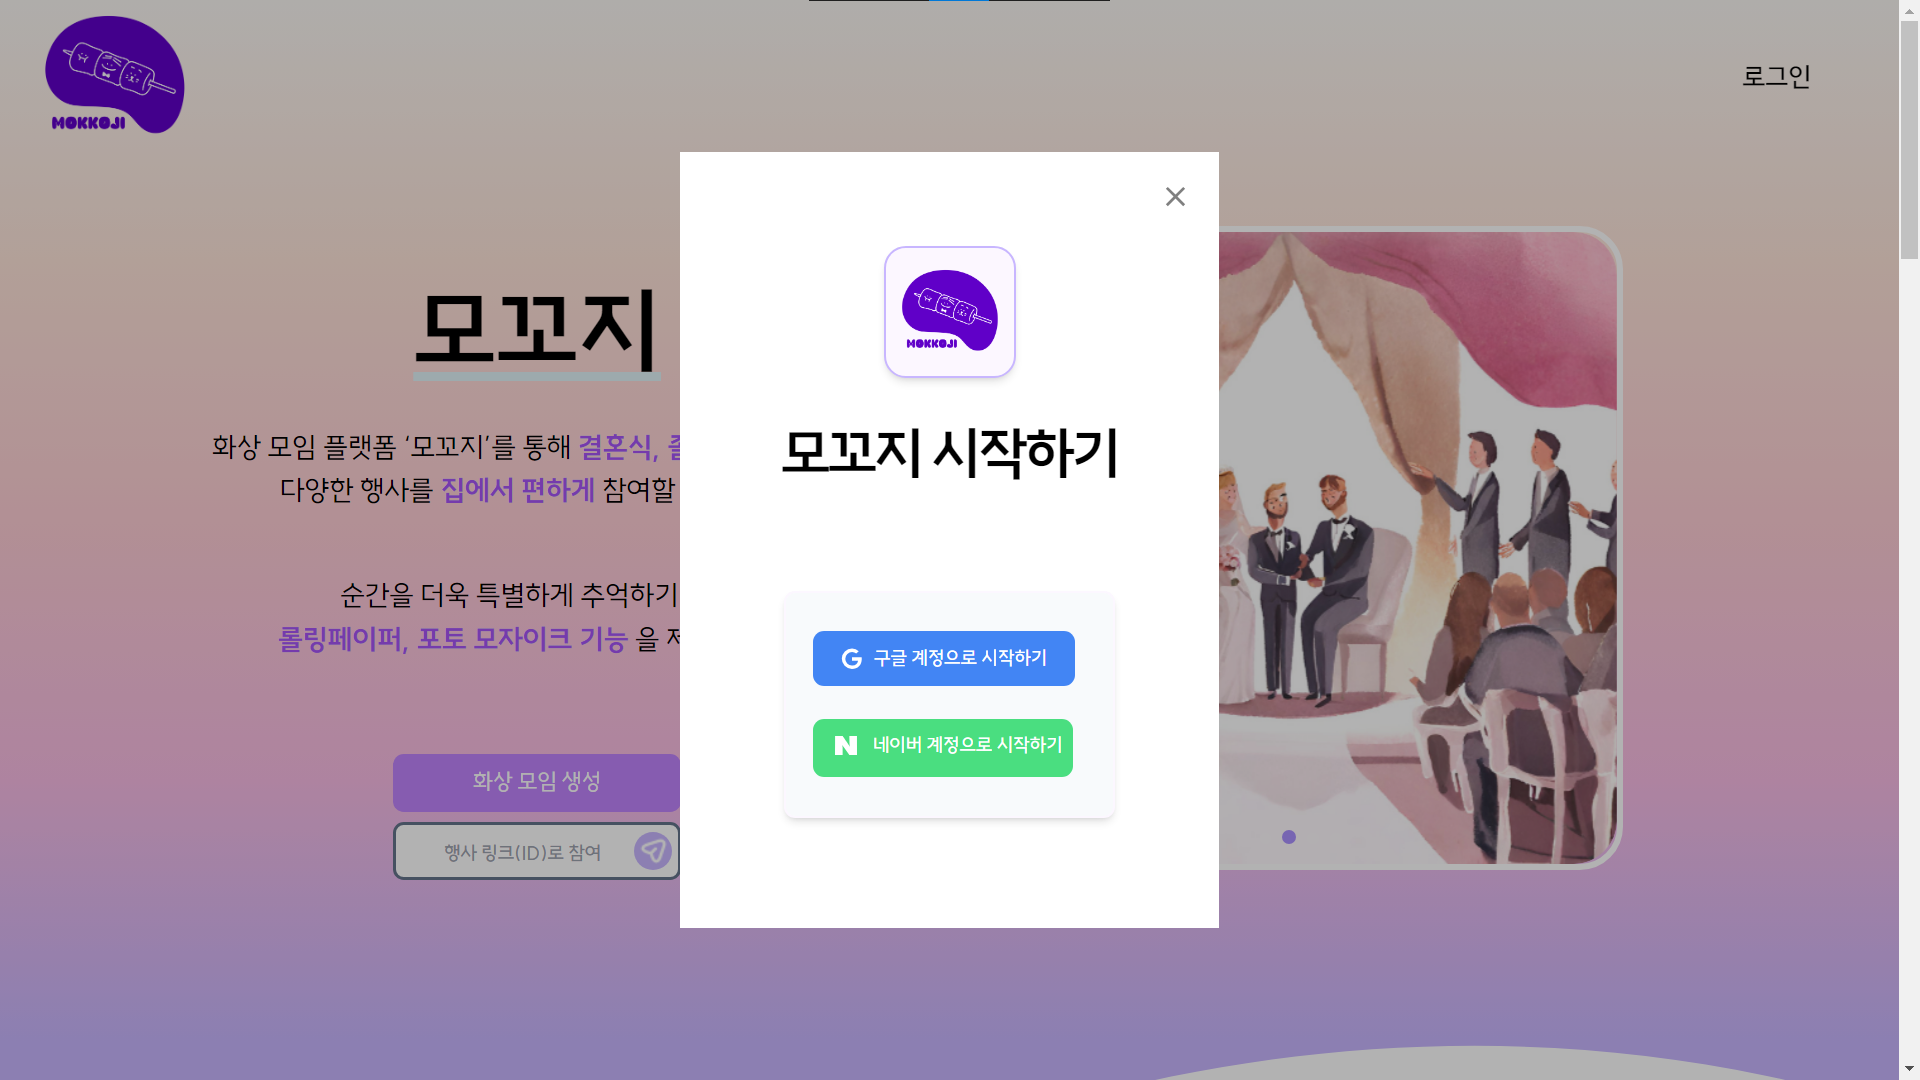 MOKKOJI
로그인
모꼬지
화상 모임 플랫폼 ‘모꼬지’를 통해 결혼식,
다양한 행사를 집에서 편하게 참여할
순간을 더욱 특별하게 추억하기
롤링페이퍼, 포토 모자이크 기능 을
화상 모임 생성
행사 링크(ID)로 참여
MOKKOJI
모꼬지 시작하기
G 구글 계정으로 시작하기
N 네이버 계정으로 시작하기